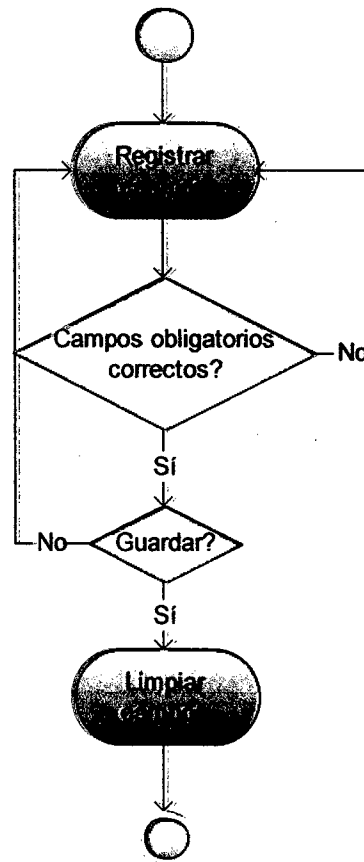 Registrar
Campos obligatorios
correctos?
No
Sí
No
Guardar?
Sí
Limpiar